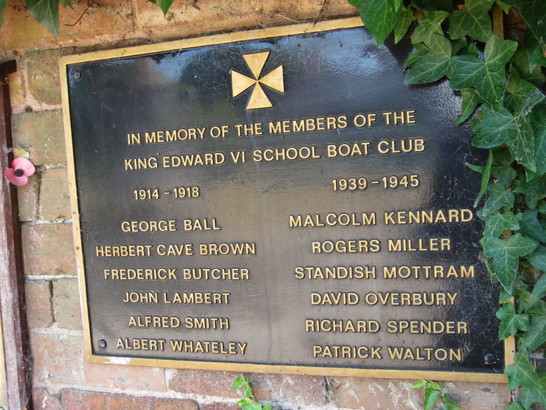 IN MEMORY OF THE MEMBERS OF THE
KING EDWARD VI SCHOOL BOAT CLUB
1914 - 1918
GEORGE BALL
HERBERT CAVE BROWN
FREDERICK BUTCHER
JOHN LAMBERT
ALFRED SMITH
ALBERT WHATELEY
1939 - 1945
MALCOLM KENNARD
ROGERS MILLER
STANDISH MOTTRAM
DAVID OVERBURY
RICHARD SPENDER
PATRICK WALTON